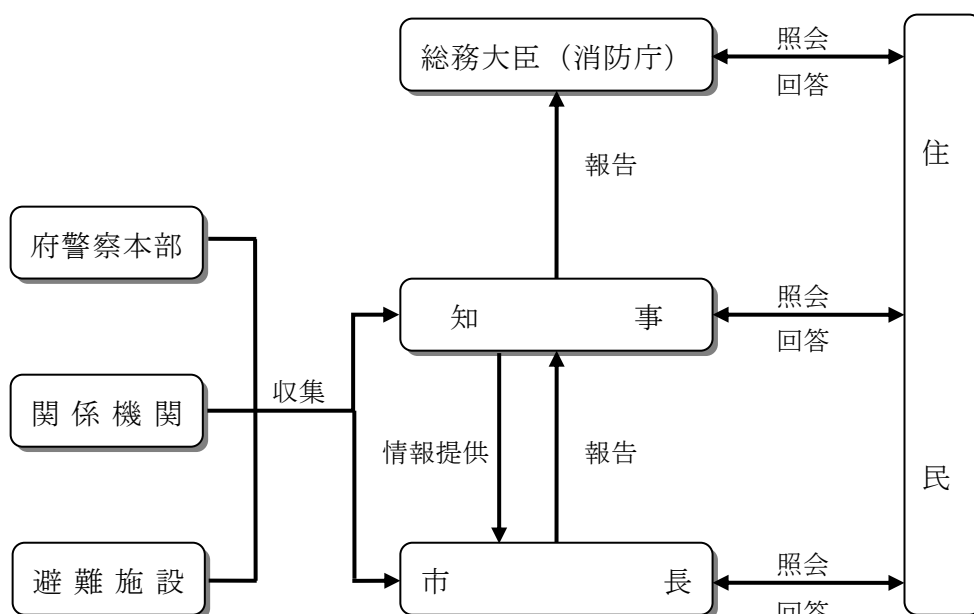 総務大臣（消防庁）
照会
回答
住民
報告
府警察本部
知事
照会
回答
関係機関
収集
情報提供
報告
避難施設
市長
照会
回答